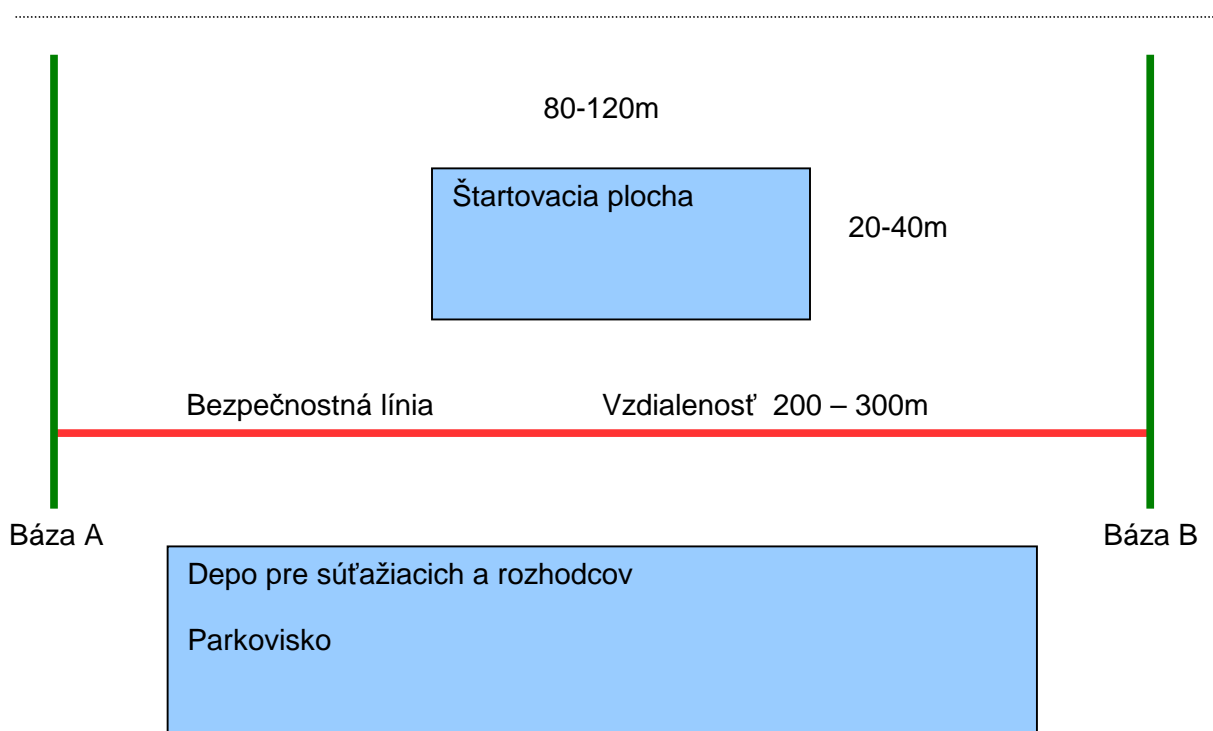 80-120m
Štartovacia plocha
20-40m
Bezpečnostná línia
Vzdialenosť 200 – 300m
Báza A
Báza B
Depo pre súťažiacich a rozhodcov
Parkovisko